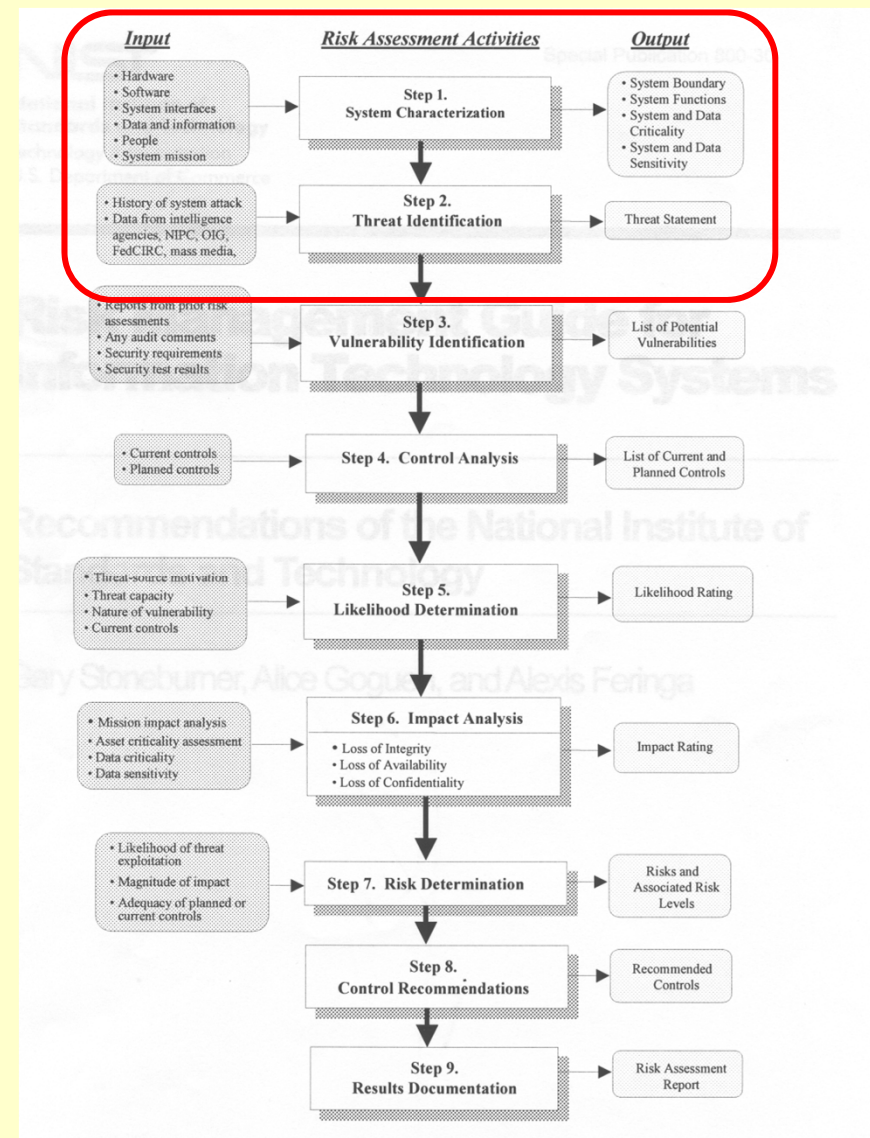 Input
Risk Assessment Activities
Output
Special Publication 800-30
• Hardware
• Software
• System interfaces
• Data and information
• People
• System mission
Step 1.
System Characterization
• System Boundary
• System Functions
• System and Data
Criticality
• System and Data
Sensitivity
• History of system attack
• Data from intelligence
agencies, NIPC, OIG,
FedCIRC, mass media,
Step 2.
Threat Identification
Threat Statement
• Reports from prior risk
assessments
• Any audit comments
• Security requirements
• Security test results
Step 3.
Vulnerability Identification
List of Potential
Vulnerabilities
Risk Management Guide for
Information Technology Systems
• Current controls
• Planned controls
Step 4. Control Analysis
List of Current and
Planned Controls
Recommendations of the National Institute of
Standards and Technology
• Threat-source motivation
• Threat capacity
• Nature of vulnerability
• Current controls
Step 5.
Likelihood Determination
Likelihood Rating
Gary Stoneburner, Alice Goguen, and Alexis Feringa
• Mission impact analysis
• Asset criticality assessment
• Data criticality
• Data sensitivity
Step 6. Impact Analysis
• Loss of Integrity
• Loss of Availability
• Loss of Confidentiality
Impact Rating
• Likelihood of threat
exploitation
• Magnitude of impact
• Adequacy of planned or
current controls
Step 7. Risk Determination
Risks and
Associated Risk
Levels
Step 8.
Control Recommendations
Recommended
Controls
Step 9.
Results Documentation
Risk Assessment
Report